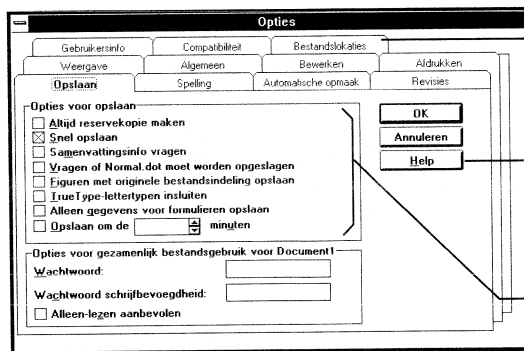 Opties
Gebruikersinfo Compatibiliteit Bestandslokaties
Weergave Algemeen Bewerken Afdrukken
Opslaan Spelling Automatische opmaak Revisies
Opties voor opslaan
Altijd reservekopie maken
Snel opslaan
Samenvattingsinfo vragen
Vragen of Normal.dot moet worden opgeslagen
Figuren met originele bestandsindeling opslaan
TrueType-lettertypen insluiten
Alleen gegevens voor formulieren opslaan
Opslaan om de minuten
OK
Annuleren
Help
Opties voor gezamenlijk bestandsgebruik voor Document1
Wachtwoord:
Wachtwoord schrijfbevoegdheid:
Alleen-lezen aanbevolen